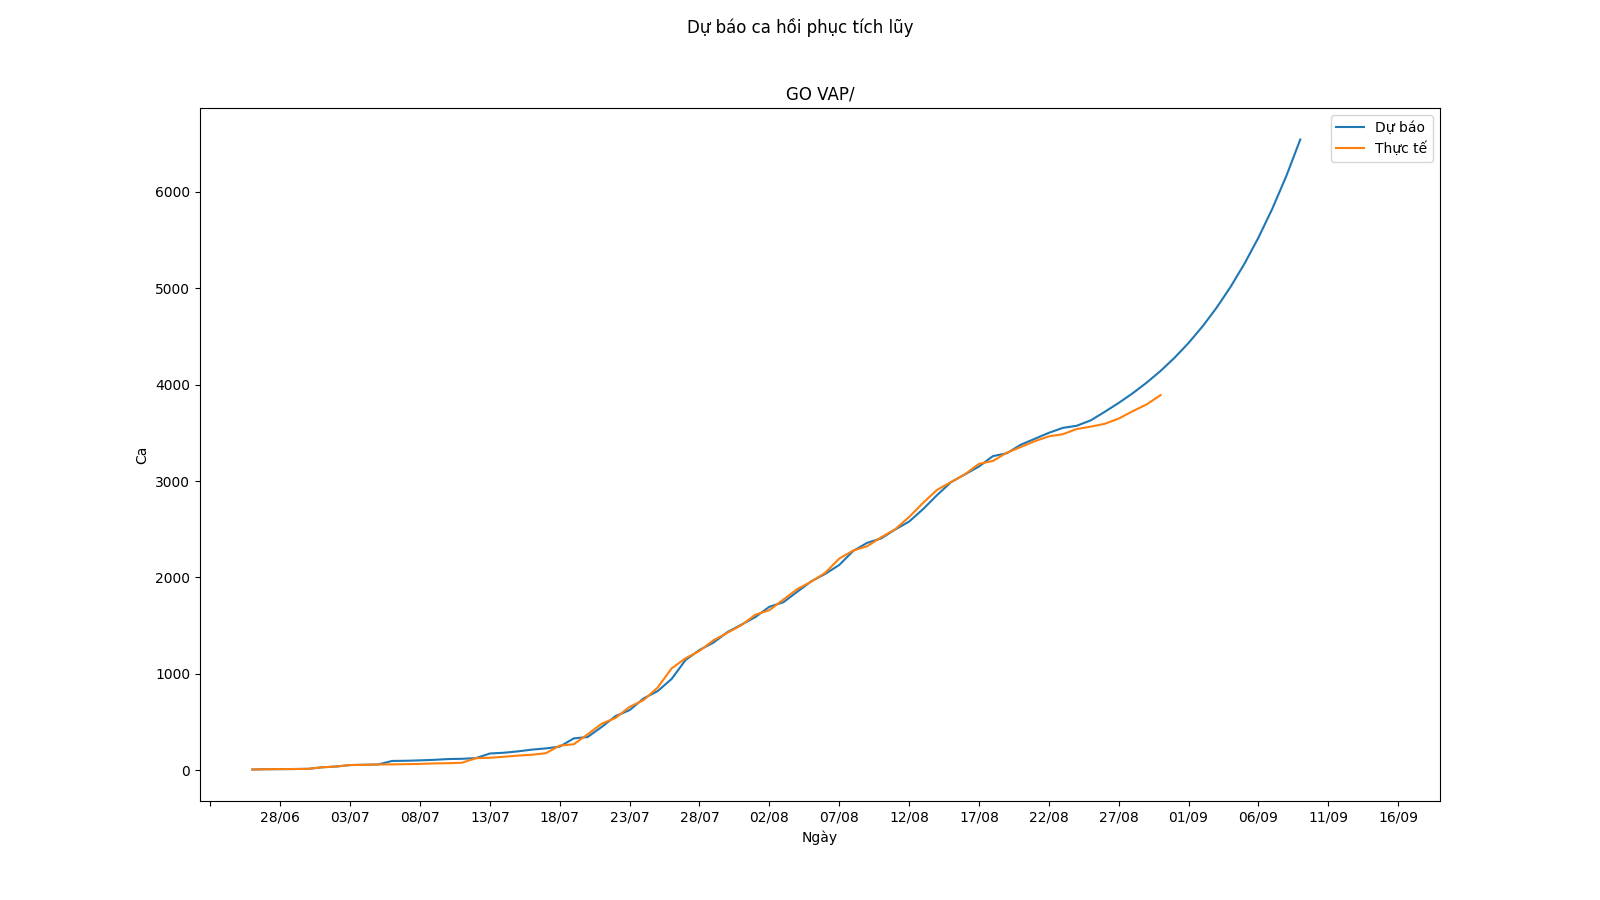 Dự báo ca hồi phục tích lũy
GO VAP/
Dự báo
Thực tế
6000
5000
4000
3000
2000
1000
0
Ca
28/06 03/07 08/07 13/07 18/07 23/07 28/07 02/08 07/08 12/08 17/08 22/08 27/08 01/09 06/09 11/09 16/09
Ngày